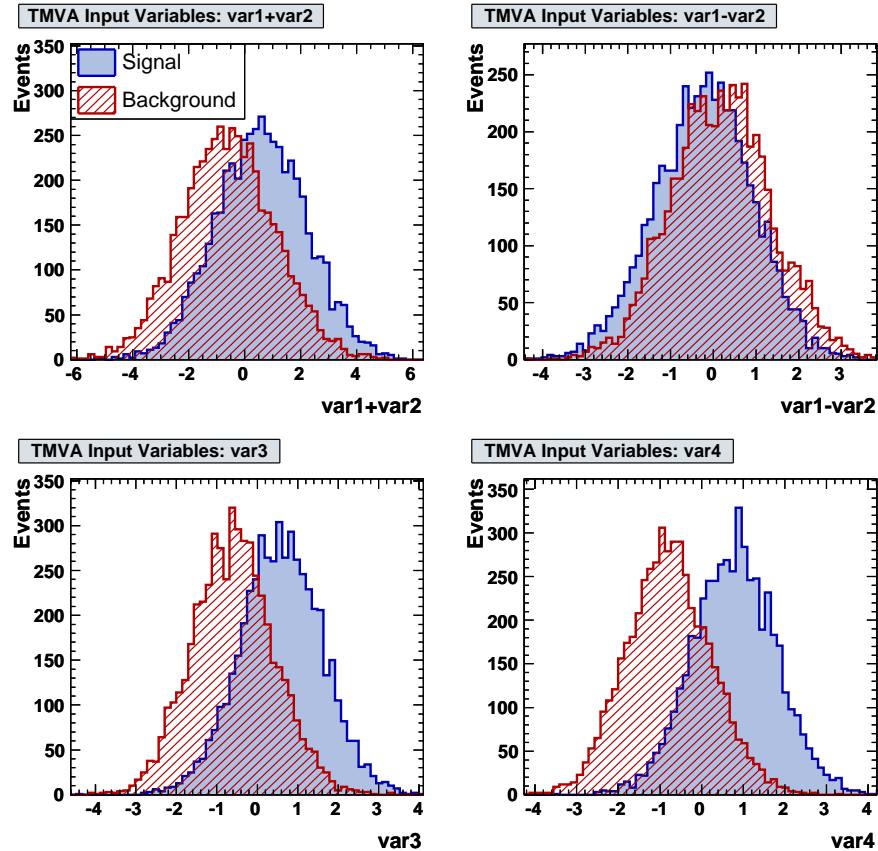 TMVA Input Variables: var1+var2
Events
350
300
250
200
150
100
50
0
Signal
Background
-6 -4 -2 0 2 4 6
var1+var2
TMVA Input Variables: var1-var2
Events
250
200
150
100
50
0
-4 -3 -2 -1 0 1 2 3
var1-var2
TMVA Input Variables: var3
Events
350
300
250
200
150
100
50
0
-4 -3 -2 -1 0 1 2 3 4
var3
TMVA Input Variables: var4
Events
350
300
250
200
150
100
50
0
-4 -3 -2 -1 0 1 2 3 4
var4